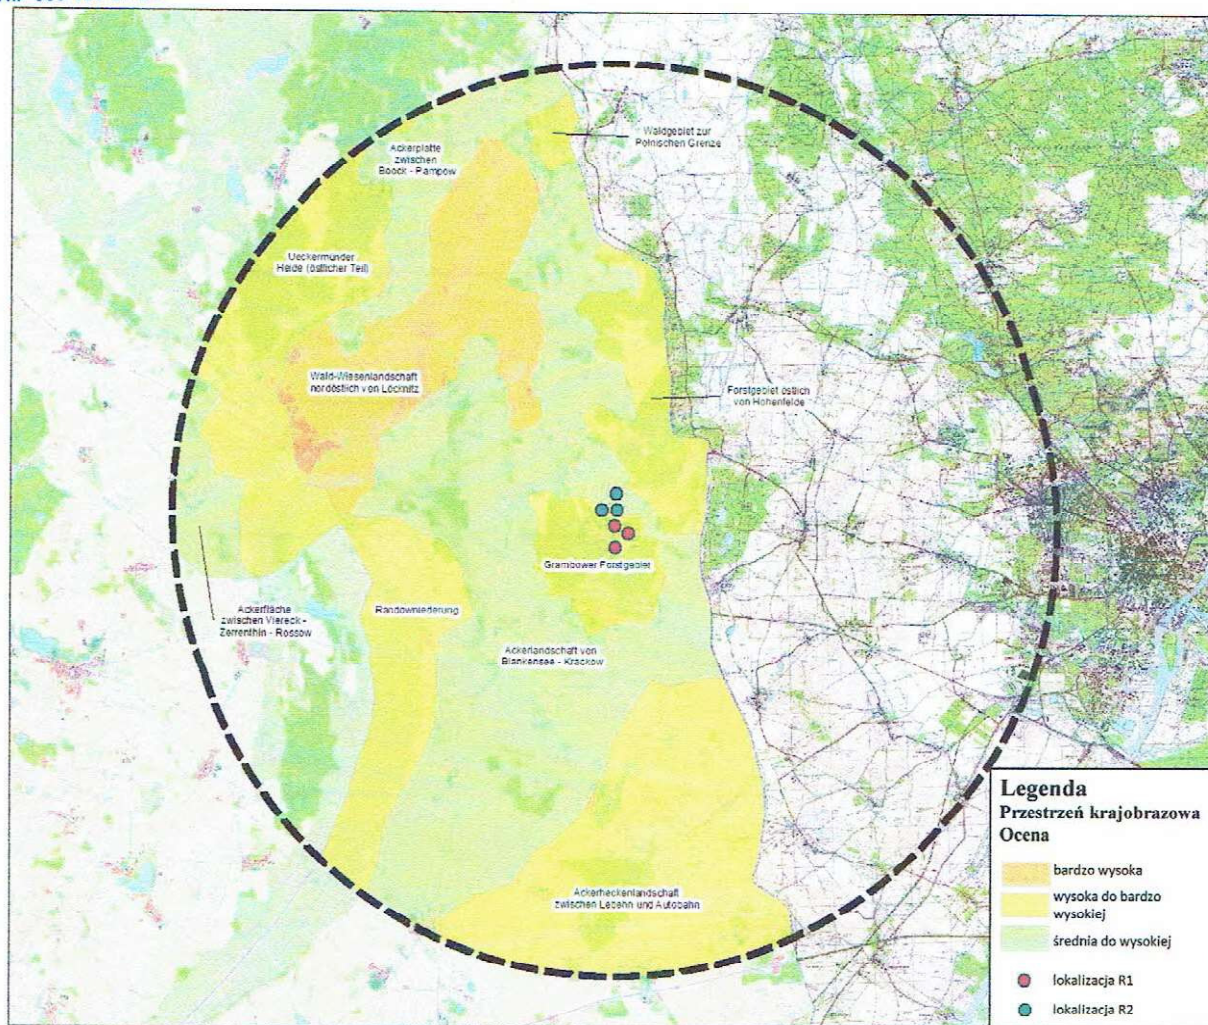 Waldgebiet zur
Polnischen Grenze
Ackerplatte
zwischen
Boock - Pampow
Ueckermünder
Heide (östlicher Teil)
Wald-Wiesenlandschaft
nordöstlich von Löcknitz
Forstgebiet östlich
von Hohenfelde
Grambower Forstgebiet
Ackerfläche
zwischen Viereck -
Zerrenthin - Rossow
Randowniederung
Ackerlandschaft von
Blankensee - Krackow
Ackerheckenlandschaft
zwischen Lebehn und Autobahn
Legenda
Przestrzeń krajobrazowa
Ocena
bardzo wysoka
wysoka do bardzo
wysokiej
średnia do wysokiej
lokalizacja R1
lokalizacja R2